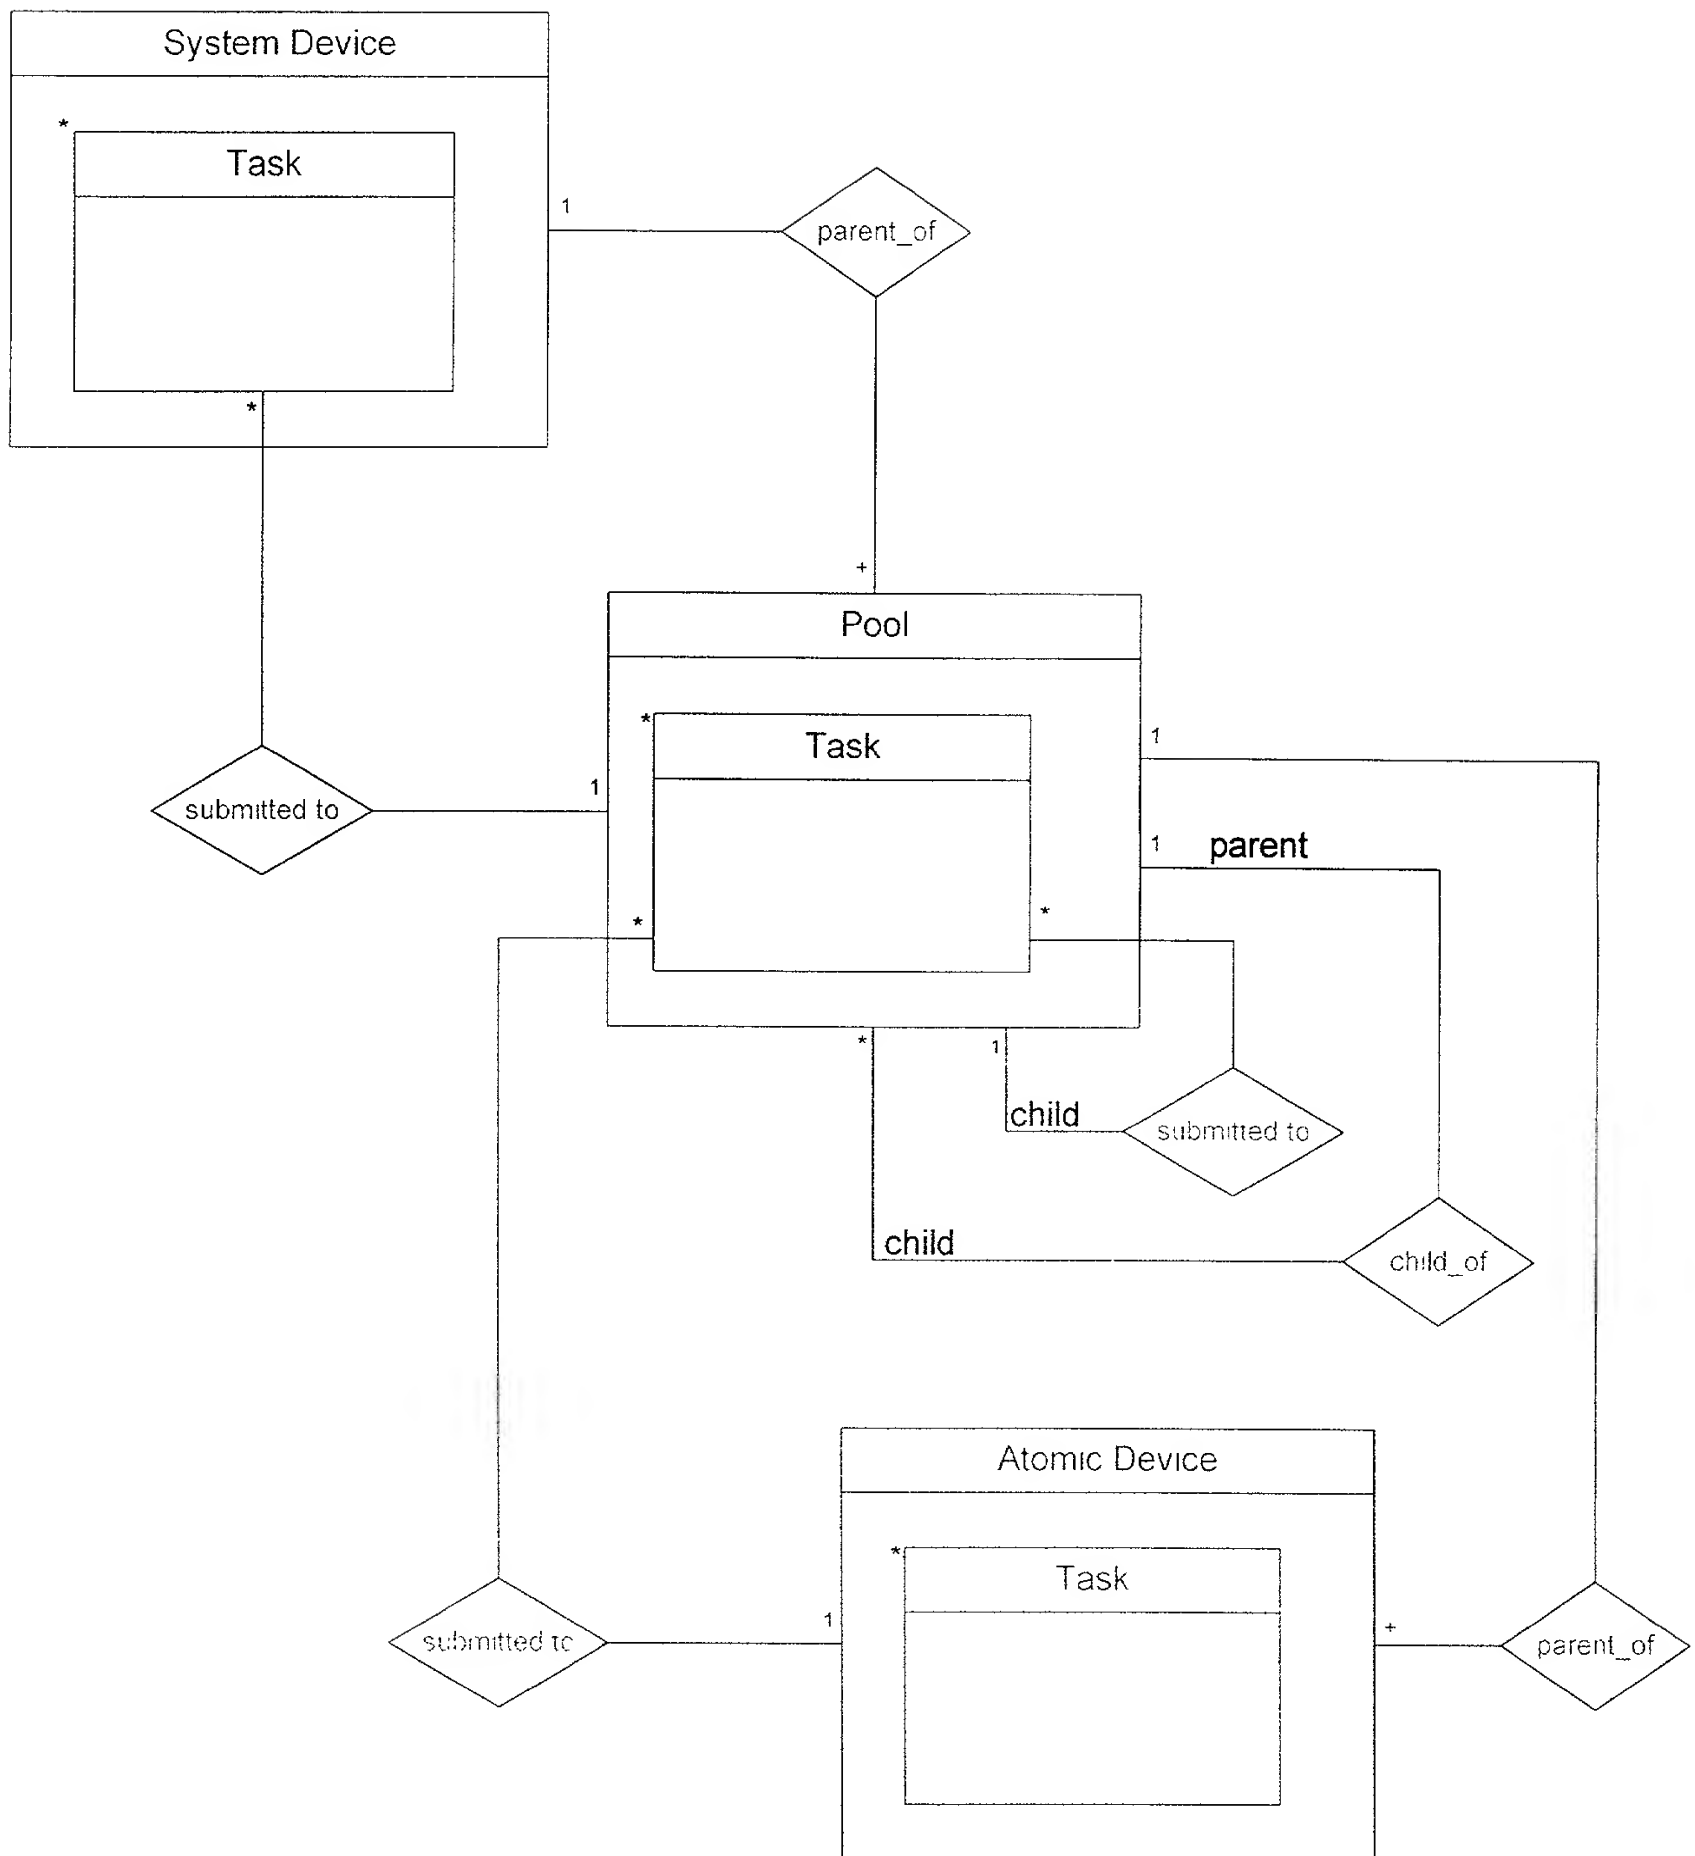 System Device
*
Task
1
parent_of
*
+
Pool
*
Task
1
1
submitted to
1
parent
*
*
*
1
child
submitted to
child
child_of
Atomic Device
*
Task
1
+
submitted to
parent_of